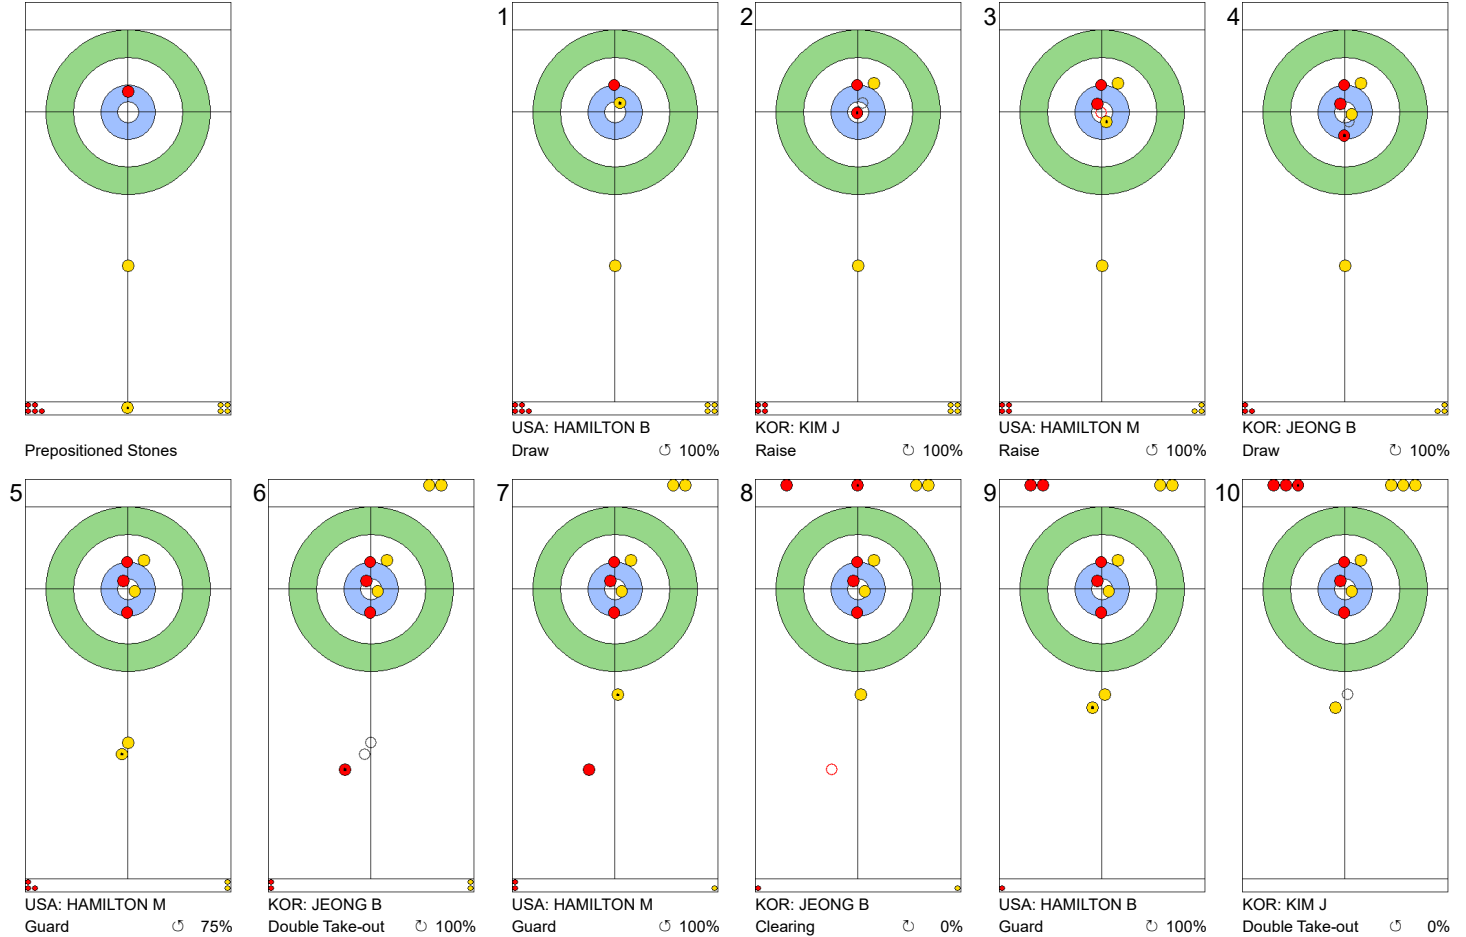 1
2
3
4
Prepositioned Stones
USA: HAMILTON B
Draw ↺ 100%
KOR: KIM J
Raise ↻ 100%
USA: HAMILTON M
Raise ↺ 100%
KOR: JEONG B
Draw ↻ 100%
5
6
7
8
9
10
USA: HAMILTON M
Guard ↺ 75%
KOR: JEONG B
Double Take-out ↻ 100%
USA: HAMILTON M
Guard ↺ 100%
KOR: JEONG B
Clearing ↻ 0%
USA: HAMILTON B
Guard ↺ 100%
KOR: KIM J
Double Take-out ↺ 0%